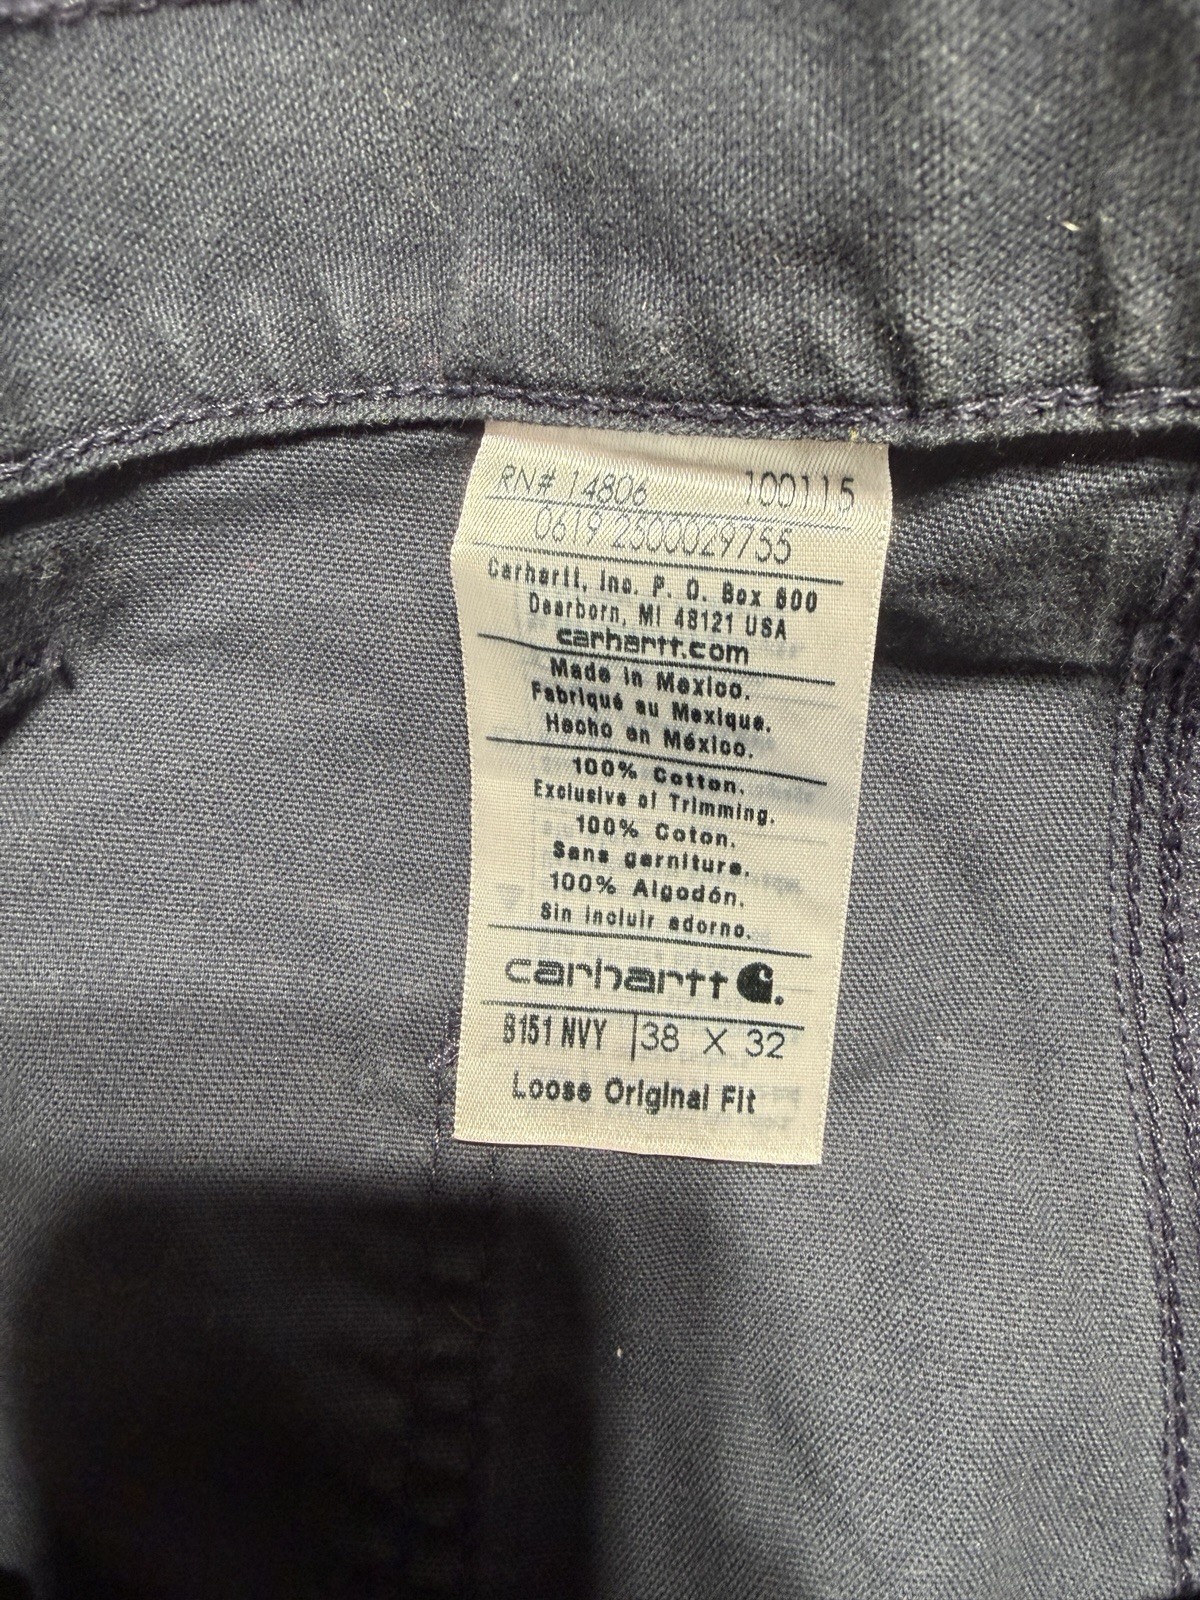 RN# 14806 100115
0619 2500029755
Carhartt, Inc. P. O. Box 600
Dearborn, MI 48121 USA
carhartt.com
Made in Mexico.
Fabriqué au Mexique.
Hecho en México.
100% Cotton.
Exclusive of Trimming.
100% Coton.
Sans garniture.
100% Algodón.
Sin incluir adorno.
carhartt
B151 NVY | 38 X 32
Loose Original Fit